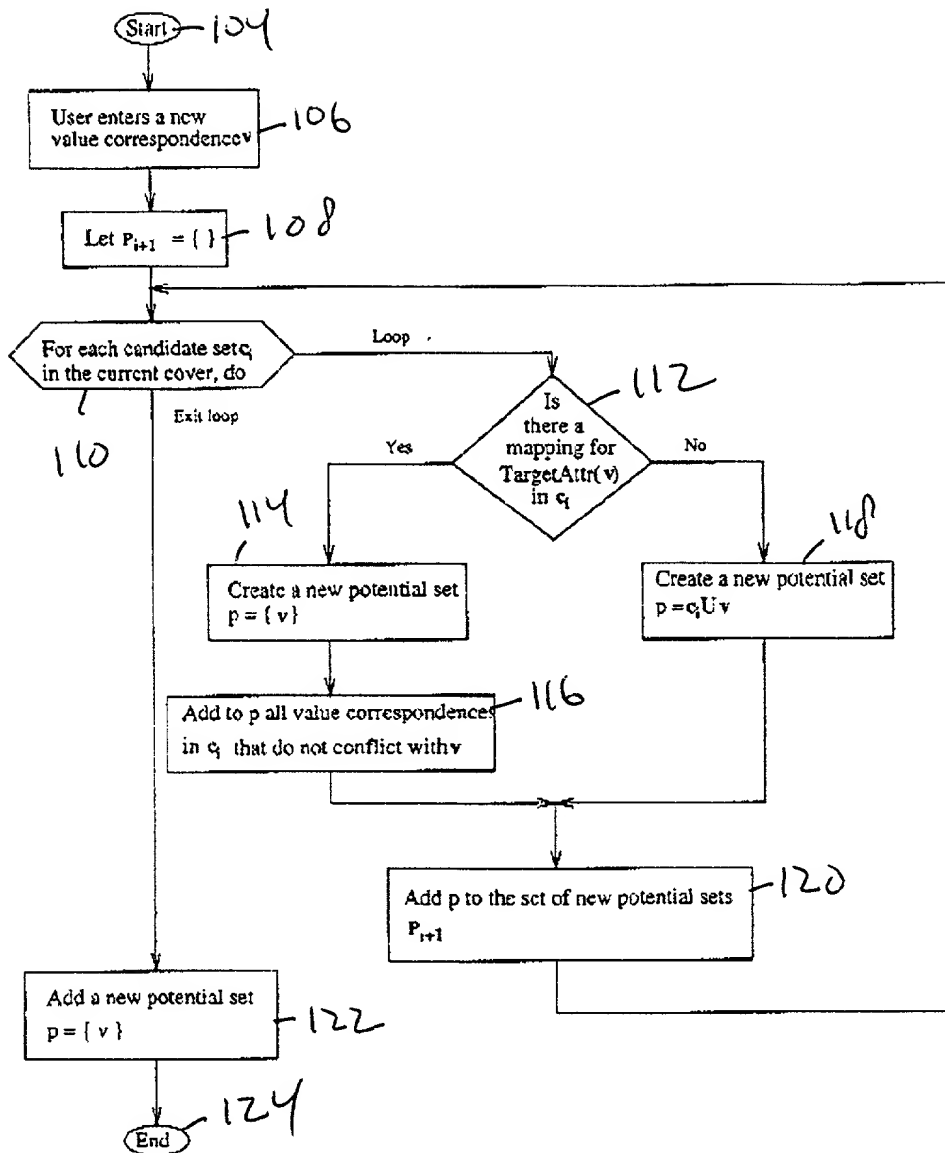 Start
104
User enters a new
value correspondence v
106
Let P_{i+1} = { }
108
For each candidate set c_i
in the current cover, do
110
Loop
Exit loop
Is
there a
mapping for
TargetAttr(v)
in c_i
112
Yes
No
114
Create a new potential set
p = { v }
118
Create a new potential set
p = c_i U v
Add to p all value correspondences
in c_i that do not conflict with v
116
Add p to the set of new potential sets
P_{i+1}
120
Add a new potential set
p = { v }
122
End
124